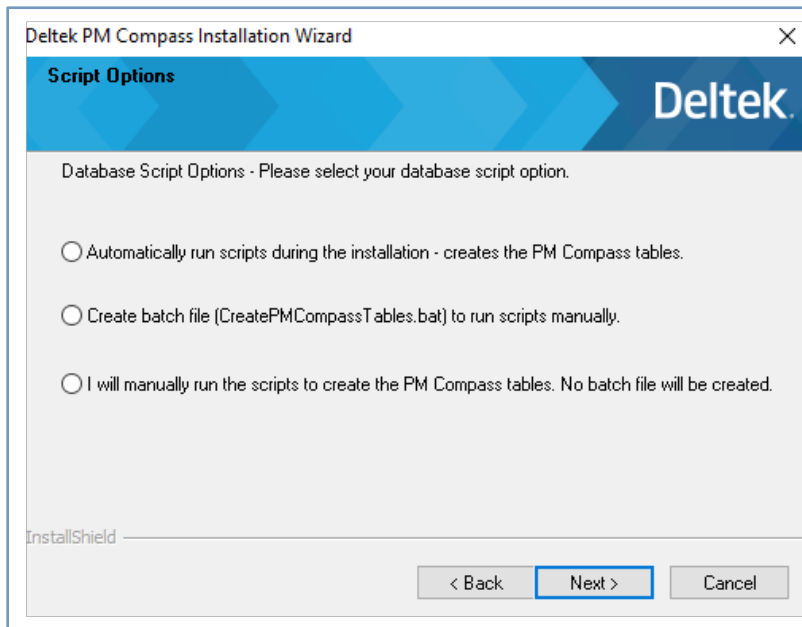 Deltek PM Compass Installation Wizard
Script Options
Deltek.
Database Script Options - Please select your database script option.
Automatically run scripts during the installation - creates the PM Compass tables.
Create batch file (CreatePMCompassTables.bat) to run scripts manually.
I will manually run the scripts to create the PM Compass tables. No batch file will be created.
InstallShield
< Back Next > Cancel